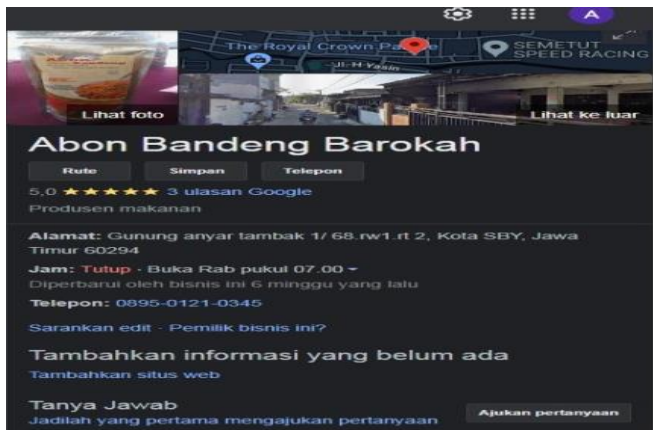 A
The Royal Crown Pa e
Jl. H. Yasin
SEMETUT
SPEED RACING
Lihat foto
Lihat ke luar
Abon Bandeng Barokah
Rute Simpan Telepon
5,0 3 ulasan Google
Produsen makanan
Alamat: Gunung anyar tambak 1/ 68.rw1.rt 2, Kota SBY, Jawa
Timur 60294
Jam: Tutup · Buka Rab pukul 07.00
Diperbarui oleh bisnis ini 6 minggu yang lalu
Telepon: 0895-0121-0345
Sarankan edit · Pemilik bisnis ini?
Tambahkan informasi yang belum ada
Tambahkan situs web
Tanya Jawab
Jadilah yang pertama mengajukan pertanyaan
Ajukan pertanyaan